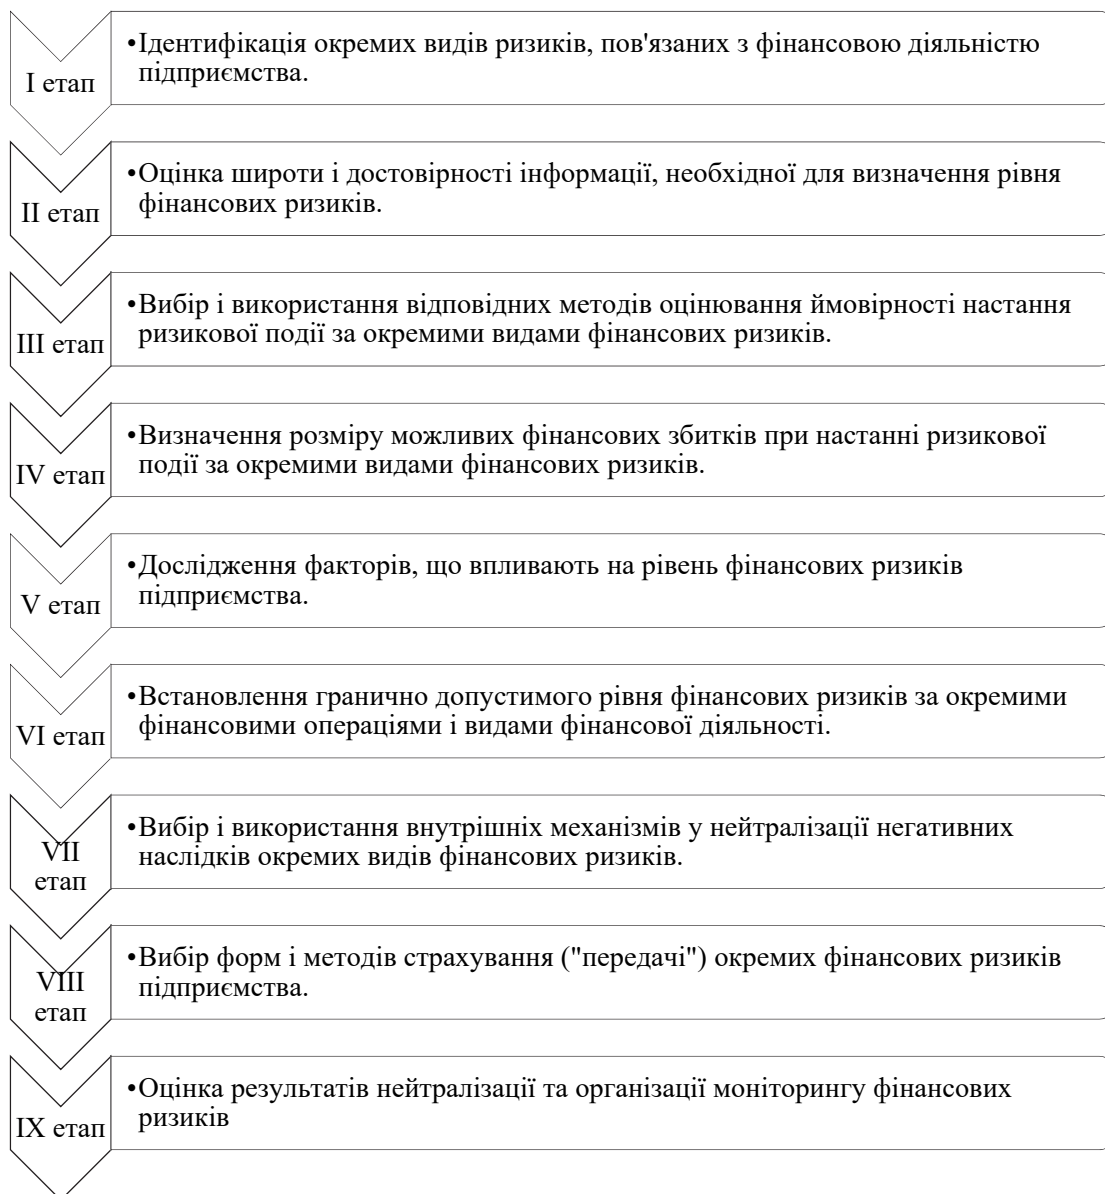 •Ідентифікація окремих видів ризиків, пов'язаних з фінансовою діяльністю
підприємства.
І етап
•Оцінка широти і достовірності інформації, необхідної для визначення рівня
фінансових ризиків.
ІІ етап
•Вибір і використання відповідних методів оцінювання ймовірності настання
ризикової події за окремими видами фінансових ризиків.
ІІІ етап
•Визначення розміру можливих фінансових збитків при настанні ризикової
події за окремими видами фінансових ризиків.
IV етап
•Дослідження факторів, що впливають на рівень фінансових ризиків
підприємства.
V етап
•Встановлення гранично допустимого рівня фінансових ризиків за окремими
фінансовими операціями і видами фінансової діяльності.
VI етап
•Вибір і використання внутрішніх механізмів у нейтралізації негативних
наслідків окремих видів фінансових ризиків.
VII
етап
•Вибір форм і методів страхування ("передачі") окремих фінансових ризиків
підприємства.
VIII
етап
•Оцінка результатів нейтралізації та організації моніторингу фінансових
ризиків
IX етап